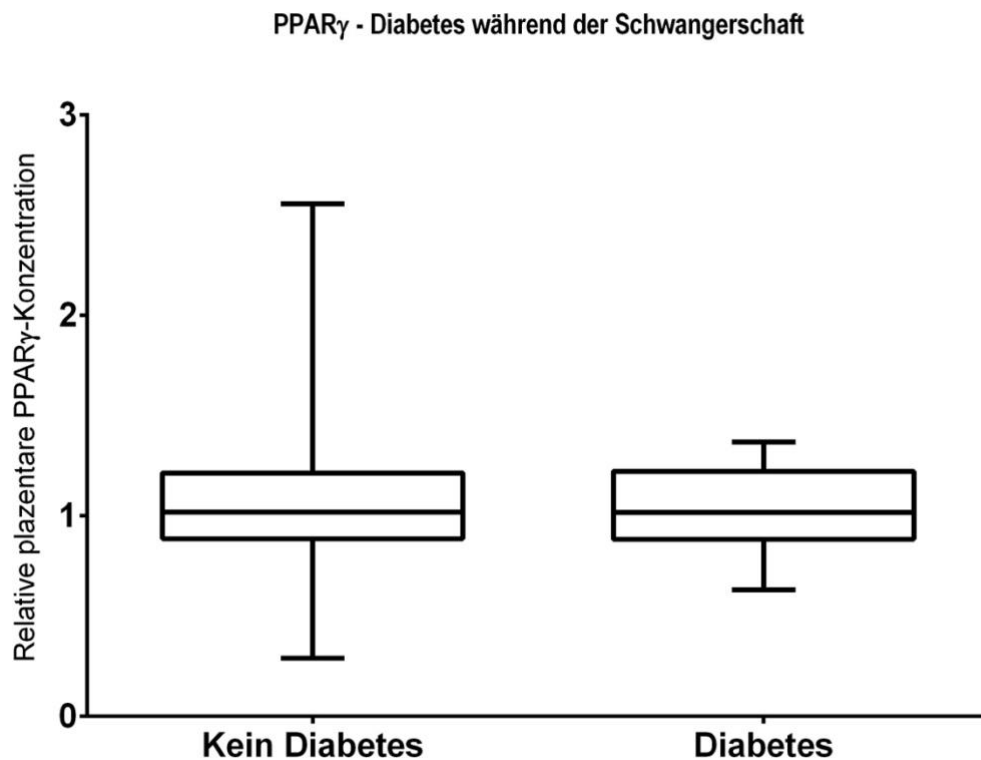 PPARγ - Diabetes während der Schwangerschaft
Relative plazentare PPARγ-Konzentration
3
2
1
0
Kein Diabetes
Diabetes